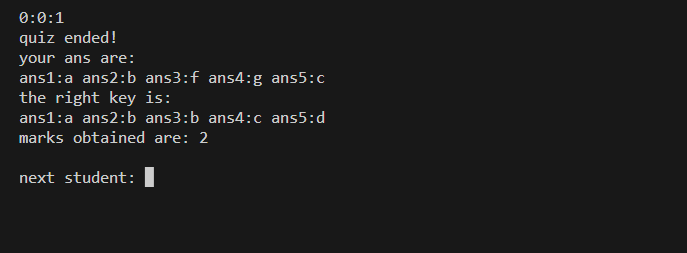 0:0:1
quiz ended!
your ans are:
ans1:a ans2:b ans3:f ans4:g ans5:c
the right key is:
ans1:a ans2:b ans3:b ans4:c ans5:d
marks obtained are: 2
next student: